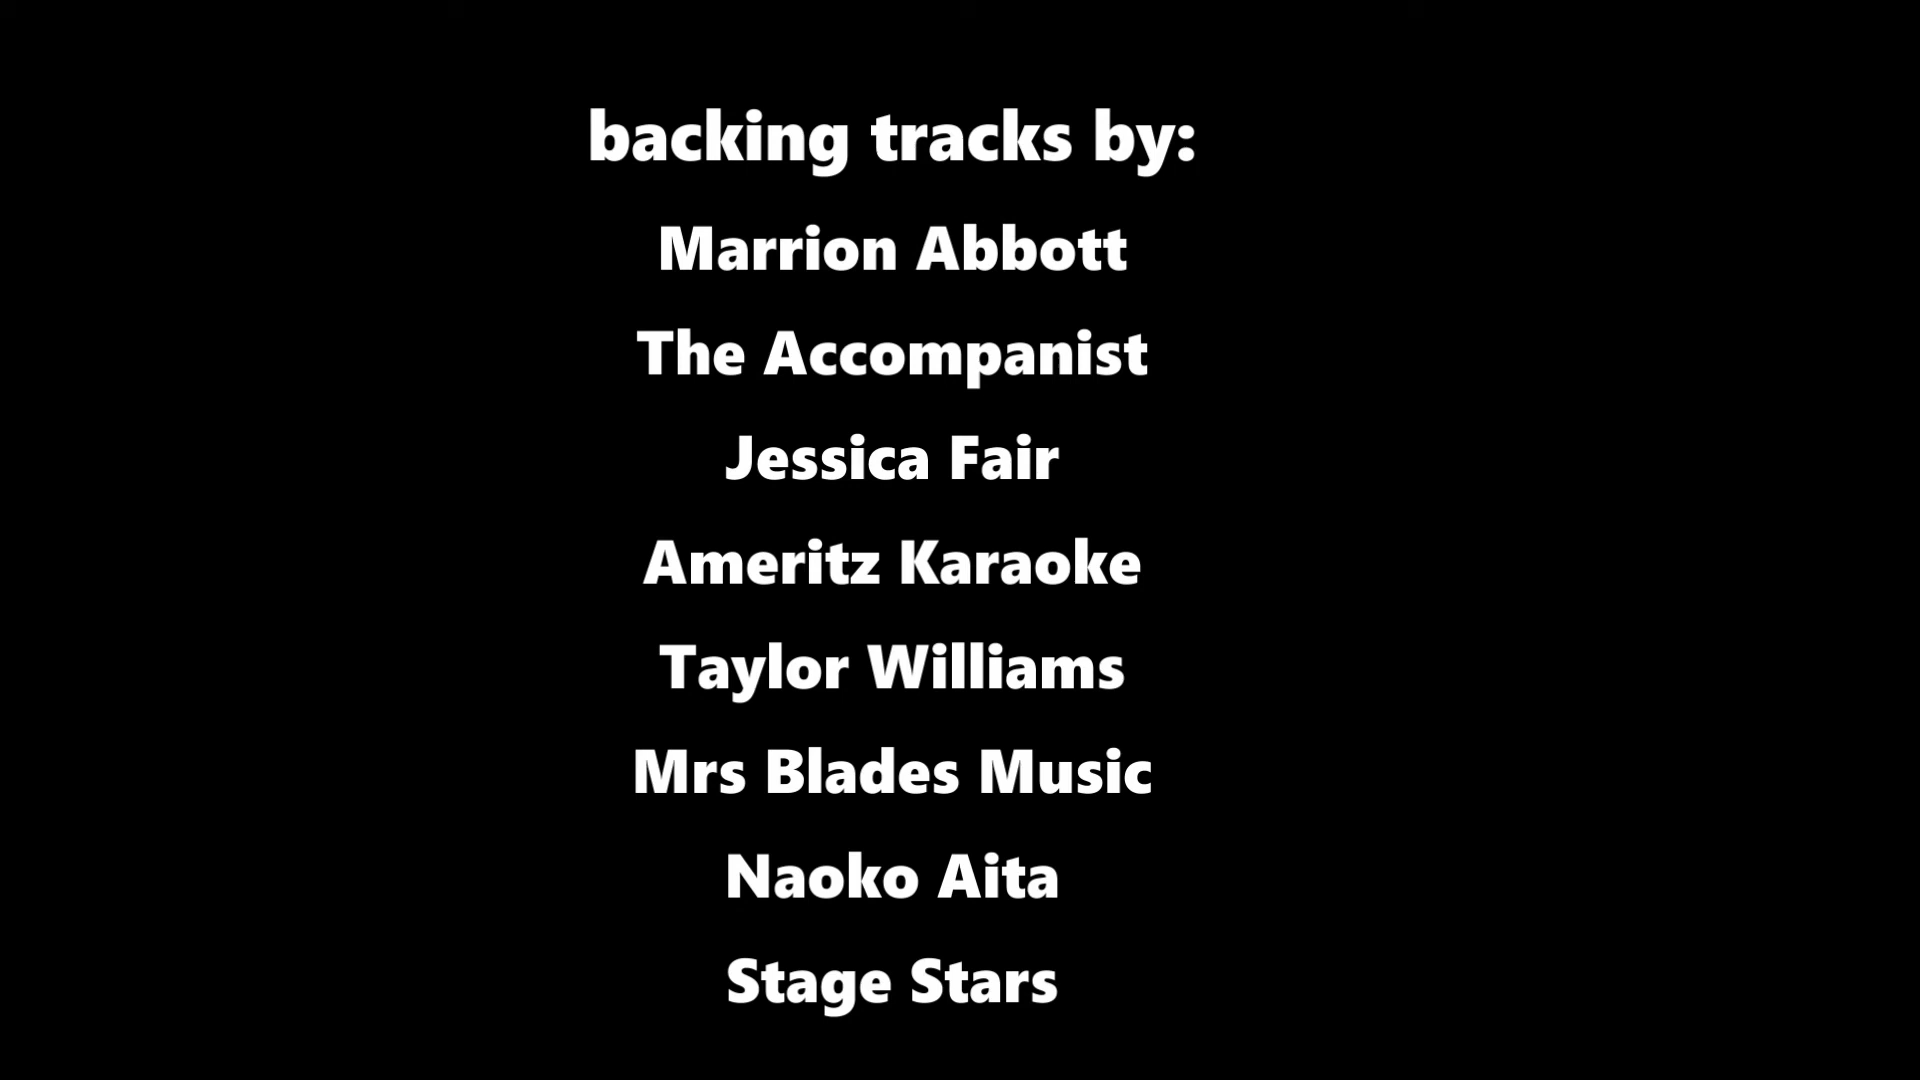 backing tracks by:
Marrion Abbott
The Accompanist
Jessica Fair
Ameritz Karaoke
Taylor Williams
Mrs Blades Music
Naoko Aita
Stage Stars